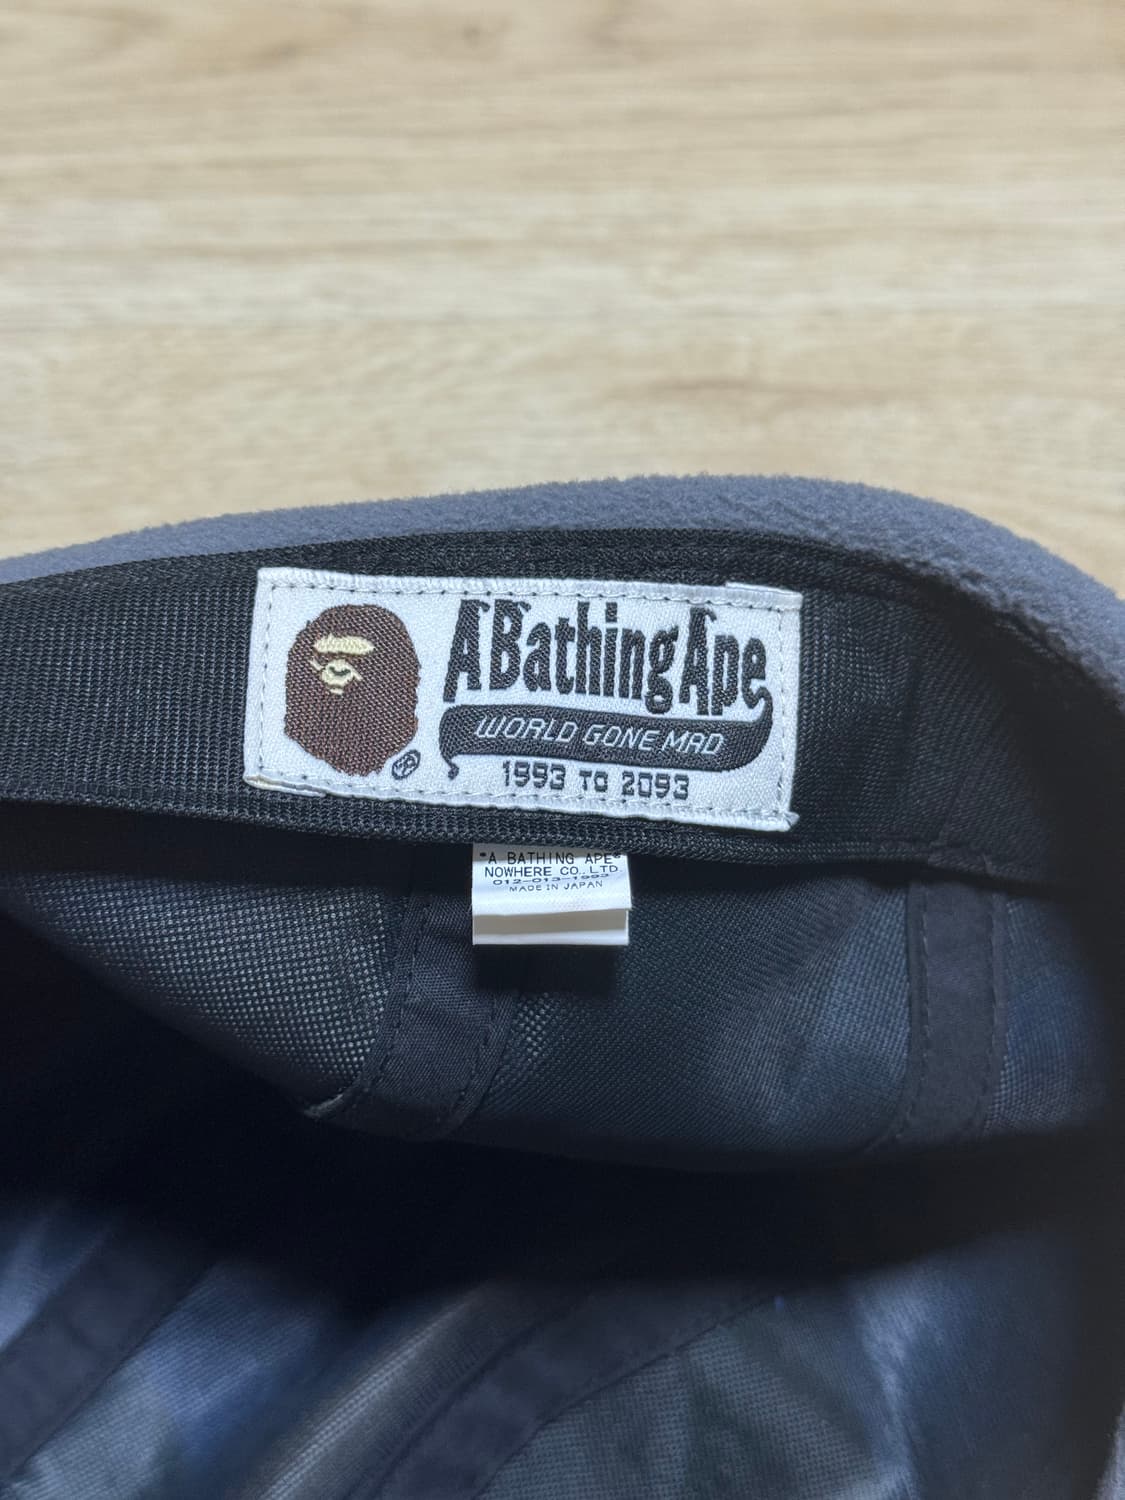 A Bathing Ape
WORLD GONE MAD
1993 TO 2093
"A BATHING APE"
NOWHERE CO.,LTD
012-013-1993
MADE IN JAPAN